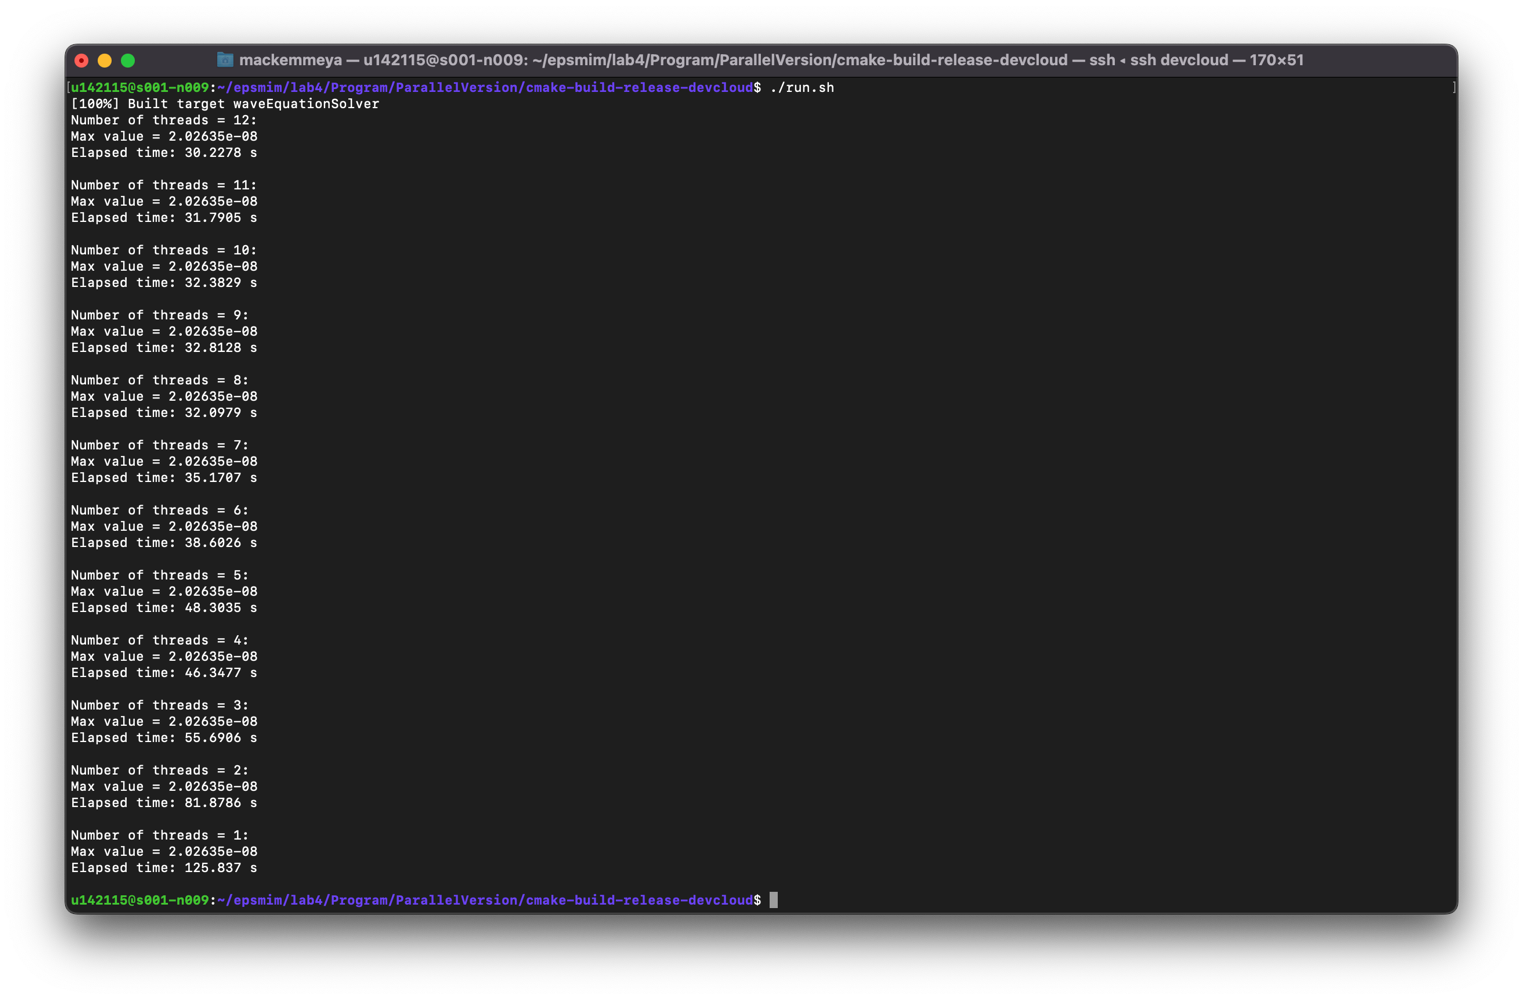 mackemmeya — u142115@s001-n009: ~/epsmim/lab4/Program/ParallelVersion/cmake-build-release-devcloud — ssh ◂ ssh devcloud — 170×51
[u142115@s001-n009:~/epsmim/lab4/Program/ParallelVersion/cmake-build-release-devcloud$ ./run.sh ]
[100%] Built target waveEquationSolver
Number of threads = 12:
Max value = 2.02635e-08
Elapsed time: 30.2278 s

Number of threads = 11:
Max value = 2.02635e-08
Elapsed time: 31.7905 s

Number of threads = 10:
Max value = 2.02635e-08
Elapsed time: 32.3829 s

Number of threads = 9:
Max value = 2.02635e-08
Elapsed time: 32.8128 s

Number of threads = 8:
Max value = 2.02635e-08
Elapsed time: 32.0979 s

Number of threads = 7:
Max value = 2.02635e-08
Elapsed time: 35.1707 s

Number of threads = 6:
Max value = 2.02635e-08
Elapsed time: 38.6026 s

Number of threads = 5:
Max value = 2.02635e-08
Elapsed time: 48.3035 s

Number of threads = 4:
Max value = 2.02635e-08
Elapsed time: 46.3477 s

Number of threads = 3:
Max value = 2.02635e-08
Elapsed time: 55.6906 s

Number of threads = 2:
Max value = 2.02635e-08
Elapsed time: 81.8786 s

Number of threads = 1:
Max value = 2.02635e-08
Elapsed time: 125.837 s

u142115@s001-n009:~/epsmim/lab4/Program/ParallelVersion/cmake-build-release-devcloud$